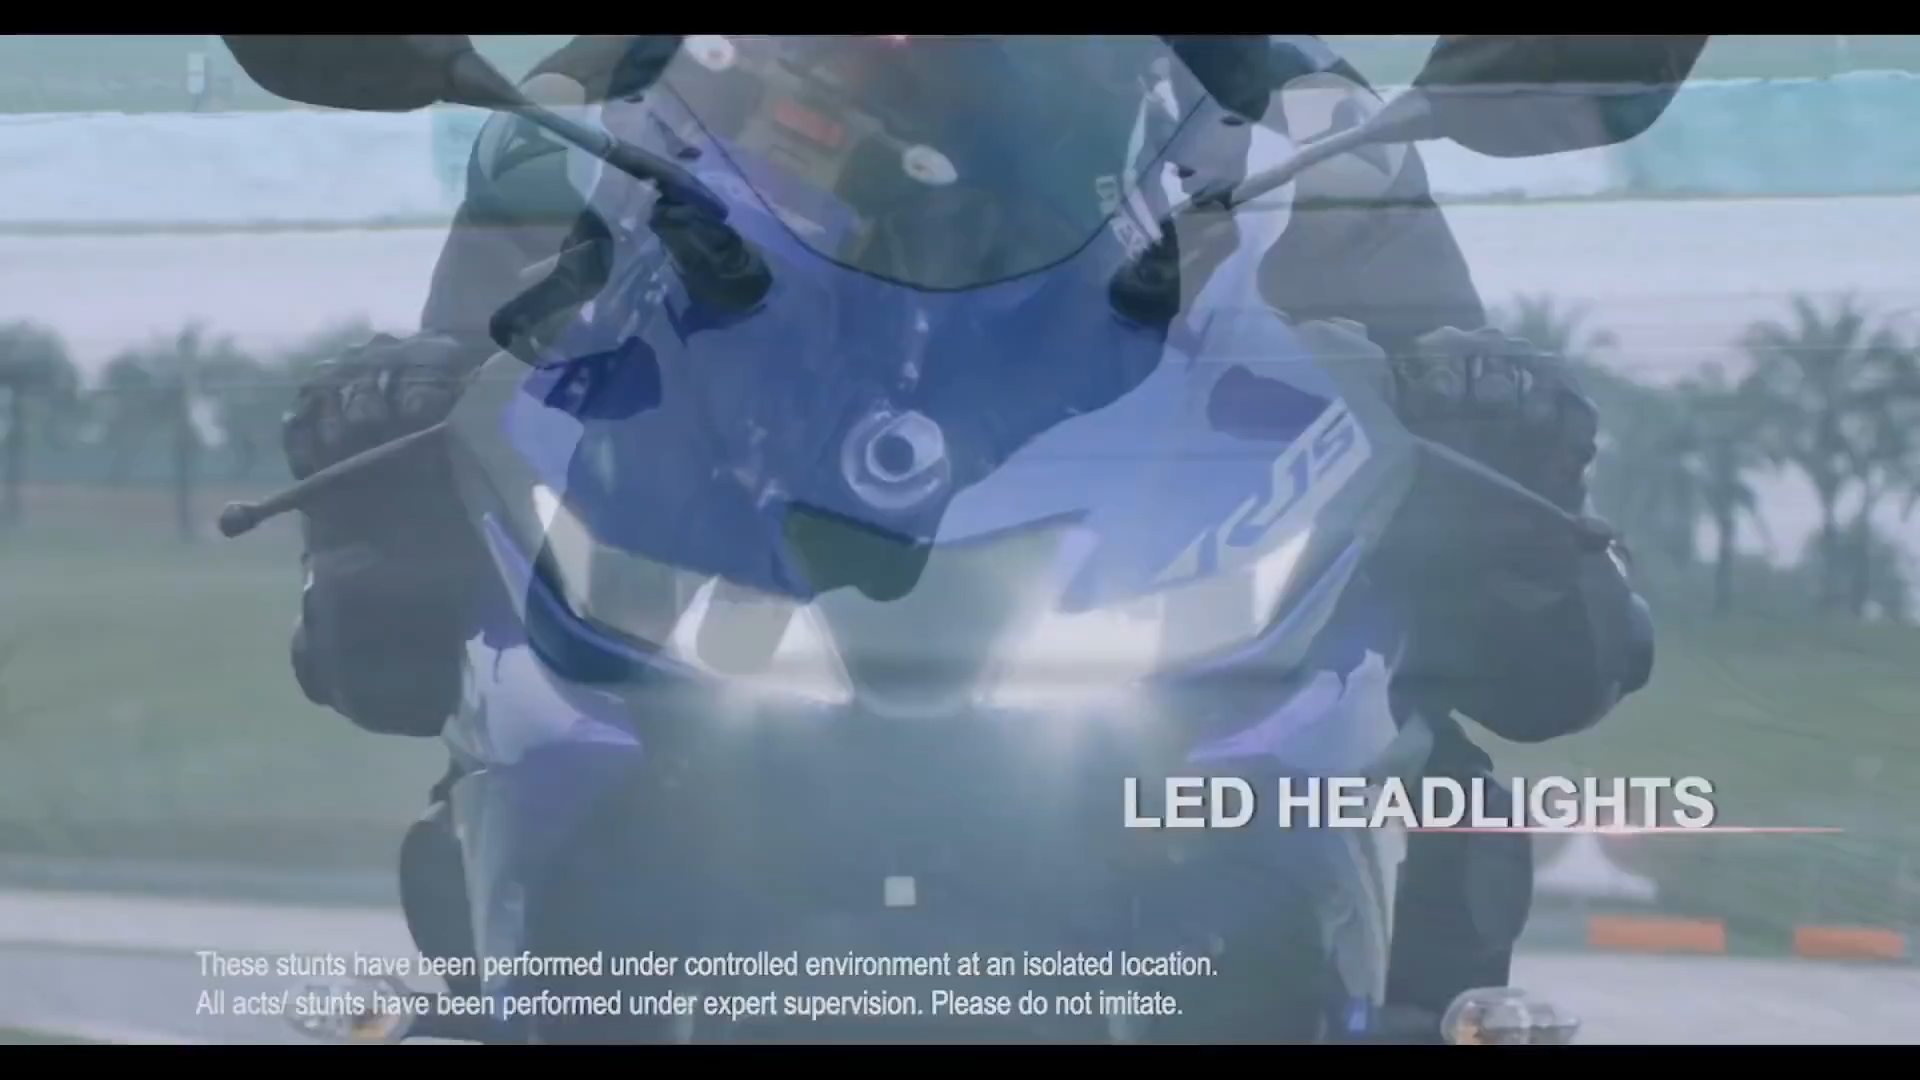 LED HEADLIGHTS
These stunts have been performed under controlled environment at an isolated location.
All acts/ stunts have been performed under expert supervision. Please do not imitate.